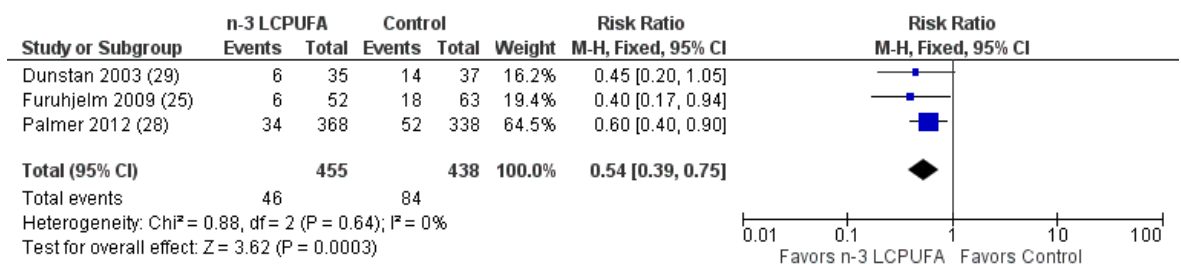 n-3 LCPUFA Control Risk Ratio Risk Ratio
Study or Subgroup Events Total Events Total Weight M-H, Fixed, 95% CI M-H, Fixed, 95% CI
Dunstan 2003 (29) 6 35 14 37 16.2% 0.45 [0.20, 1.05]
Furuhjelm 2009 (25) 6 52 18 63 19.4% 0.40 [0.17, 0.94]
Palmer 2012 (28) 34 368 52 338 64.5% 0.60 [0.40, 0.90]
Total (95% CI) 455 438 100.0% 0.54 [0.39, 0.75]
Total events 46 84
Heterogeneity: Chi² = 0.88, df = 2 (P = 0.64); I² = 0%
Test for overall effect: Z = 3.62 (P = 0.0003)
0.01 0.1 1 10 100
Favors n-3 LCPUFA Favors Control